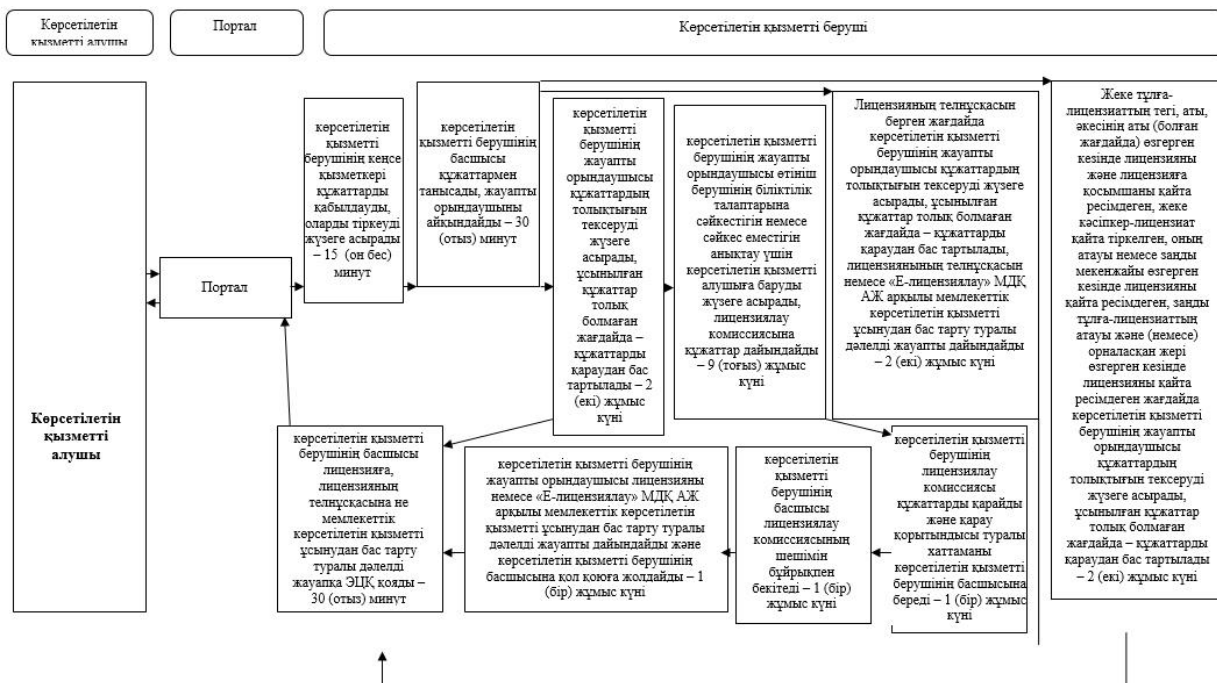 Көрсетілетін
қызметті алушы
Портал
Көрсетілетін қызметті беруші
Көрсетілетін
қызметті
алушы
Портал
көрсетілетін
қызметті
берушінің кеңсе
қызметкері
құжаттарды
қабылдауды,
оларды тіркеуді
жүзеге асырады
– 15 (он бес)
минут
көрсетілетін
қызметті берушінің
басшысы
құжаттармен
танысады, жауапты
орындаушыны
айқындайды – 30
(отыз) минут
көрсетілетін
қызметті
берушінің
жауапты
орындаушысы
құжаттардың
толықтығын
тексеруді
жүзеге
асырады,
ұсынылған
құжаттар
толық
болмаған
жағдайда –
құжаттарды
қараудан бас
тартылады – 2
(екі) жұмыс
күні
көрсетілетін қызметті
берушінің жауапты
орындаушысы өтініш
берушінің біліктілік
талаптарына
сәйкестігін немесе
сәйкес еместігін
анықтау үшін
көрсетілетін қызметті
алушыға баруды
жүзеге асырады,
лицензиялау
комиссиясына
құжаттар дайындайды
– 9 (тоғыз) жұмыс
күні
Лицензияның телнұсқасын
берген жағдайда
көрсетілетін қызметті
берушінің жауапты
орындаушысы құжаттардың
толықтығын тексеруді жүзеге
асырады, ұсынылған
құжаттар толық болмаған
жағдайда – құжаттарды
қараудан бас тартылады,
лицензиянының телнұсқасын
немесе «Е-лицензиялау» МДҚ
АЖ арқылы мемлекеттік
көрсетілетін қызметті
ұсынудан бас тарту туралы
дәлелді жауапты дайындайды
– 2 (екі) жұмыс күні
Жеке тұлға-
лицензиаттың тегі, аты,
әкесінің аты (болған
жағдайда) өзгерген
кезінде лицензияны
және лицензияға
қосымшаны қайта
ресімдеген, жеке
кәсіпкер-лицензиат
қайта тіркелген, оның
атауы немесе заңды
мекенжайы өзгерген
кезінде лицензияны
қайта ресімдеген, заңды
тұлға-лицензиаттың
атауы және (немесе)
орналасқан жері
өзгерген кезінде
лицензияны қайта
ресімдеген жағдайда
көрсетілетін қызметті
берушінің жауапты
орындаушысы
құжаттардың
толықтығын тексеруді
жүзеге асырады,
ұсынылған құжаттар
толық болмаған
жағдайда – құжаттарды
қараудан бас тартылады
– 2 (екі) жұмыс күні
көрсетілетін қызметті
берушінің басшысы
лицензияға,
лицензияның
телнұсқасына не
мемлекеттік
көрсетілетін қызметті
ұсынудан бас тарту
туралы дәлелді
жауапқа ЭЦҚ қояды –
30 (отыз) минут
көрсетілетін қызметті берушінің
жауапты орындаушысы лицензияны
немесе «Е-лицензиялау» МДҚ АЖ
арқылы мемлекеттік көрсетілетін
қызметті ұсынудан бас тарту туралы
дәлелді жауапты дайындайды және
көрсетілетін қызметті берушінің
басшысына қол қоюға жолдайды – 1
(бір) жұмыс күні
көрсетілетін
қызметті
берушінің
басшысы
лицензиялау
комиссиясының
шешімін
бұйрықпен
бекітеді – 1 (бір)
жұмыс күні
көрсетілетін қызметті
берушінің
лицензиялау
комиссиясы
құжаттарды қарайды
және қарау
қорытындысы туралы
хаттаманы
көрсетілетін қызметті
берушінің басшысына
береді – 1 (бір) жұмыс
күні